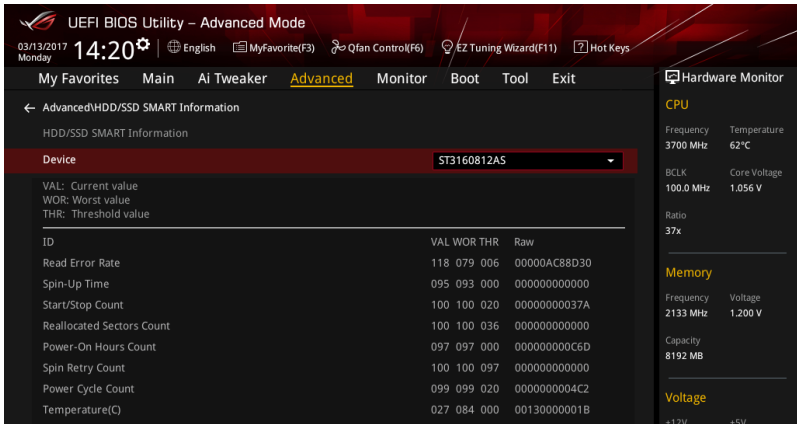 UEFI BIOS Utility – Advanced Mode
03/13/2017 Monday 14:20 English MyFavorite(F3) Qfan Control(F6) EZ Tuning Wizard(F11) ? Hot Keys
My Favorites Main Ai Tweaker Advanced Monitor Boot Tool Exit
← Advanced\HDD/SSD SMART Information
HDD/SSD SMART Information
Device ST3160812AS
VAL: Current value
WOR: Worst value
THR: Threshold value
ID VAL WOR THR Raw
Read Error Rate 118 079 006 00000AC88D30
Spin-Up Time 095 093 000 000000000000
Start/Stop Count 100 100 020 00000000037A
Reallocated Sectors Count 100 100 036 000000000000
Power-On Hours Count 097 097 000 000000000C6D
Spin Retry Count 100 100 097 000000000000
Power Cycle Count 099 099 020 0000000004C2
Temperature(C) 027 084 000 00130000001B
Hardware Monitor
CPU
Frequency Temperature
3700 MHz 62°C
BCLK Core Voltage
100.0 MHz 1.056 V
Ratio
37x
Memory
Frequency Voltage
2133 MHz 1.200 V
Capacity
8192 MB
Voltage
+12V +5V